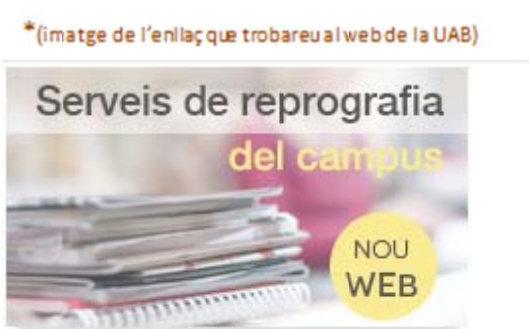 *(imatge de l'enllaç que trobareu al web de la UAB)
Serveis de reprografia
del campus
NOU
WEB